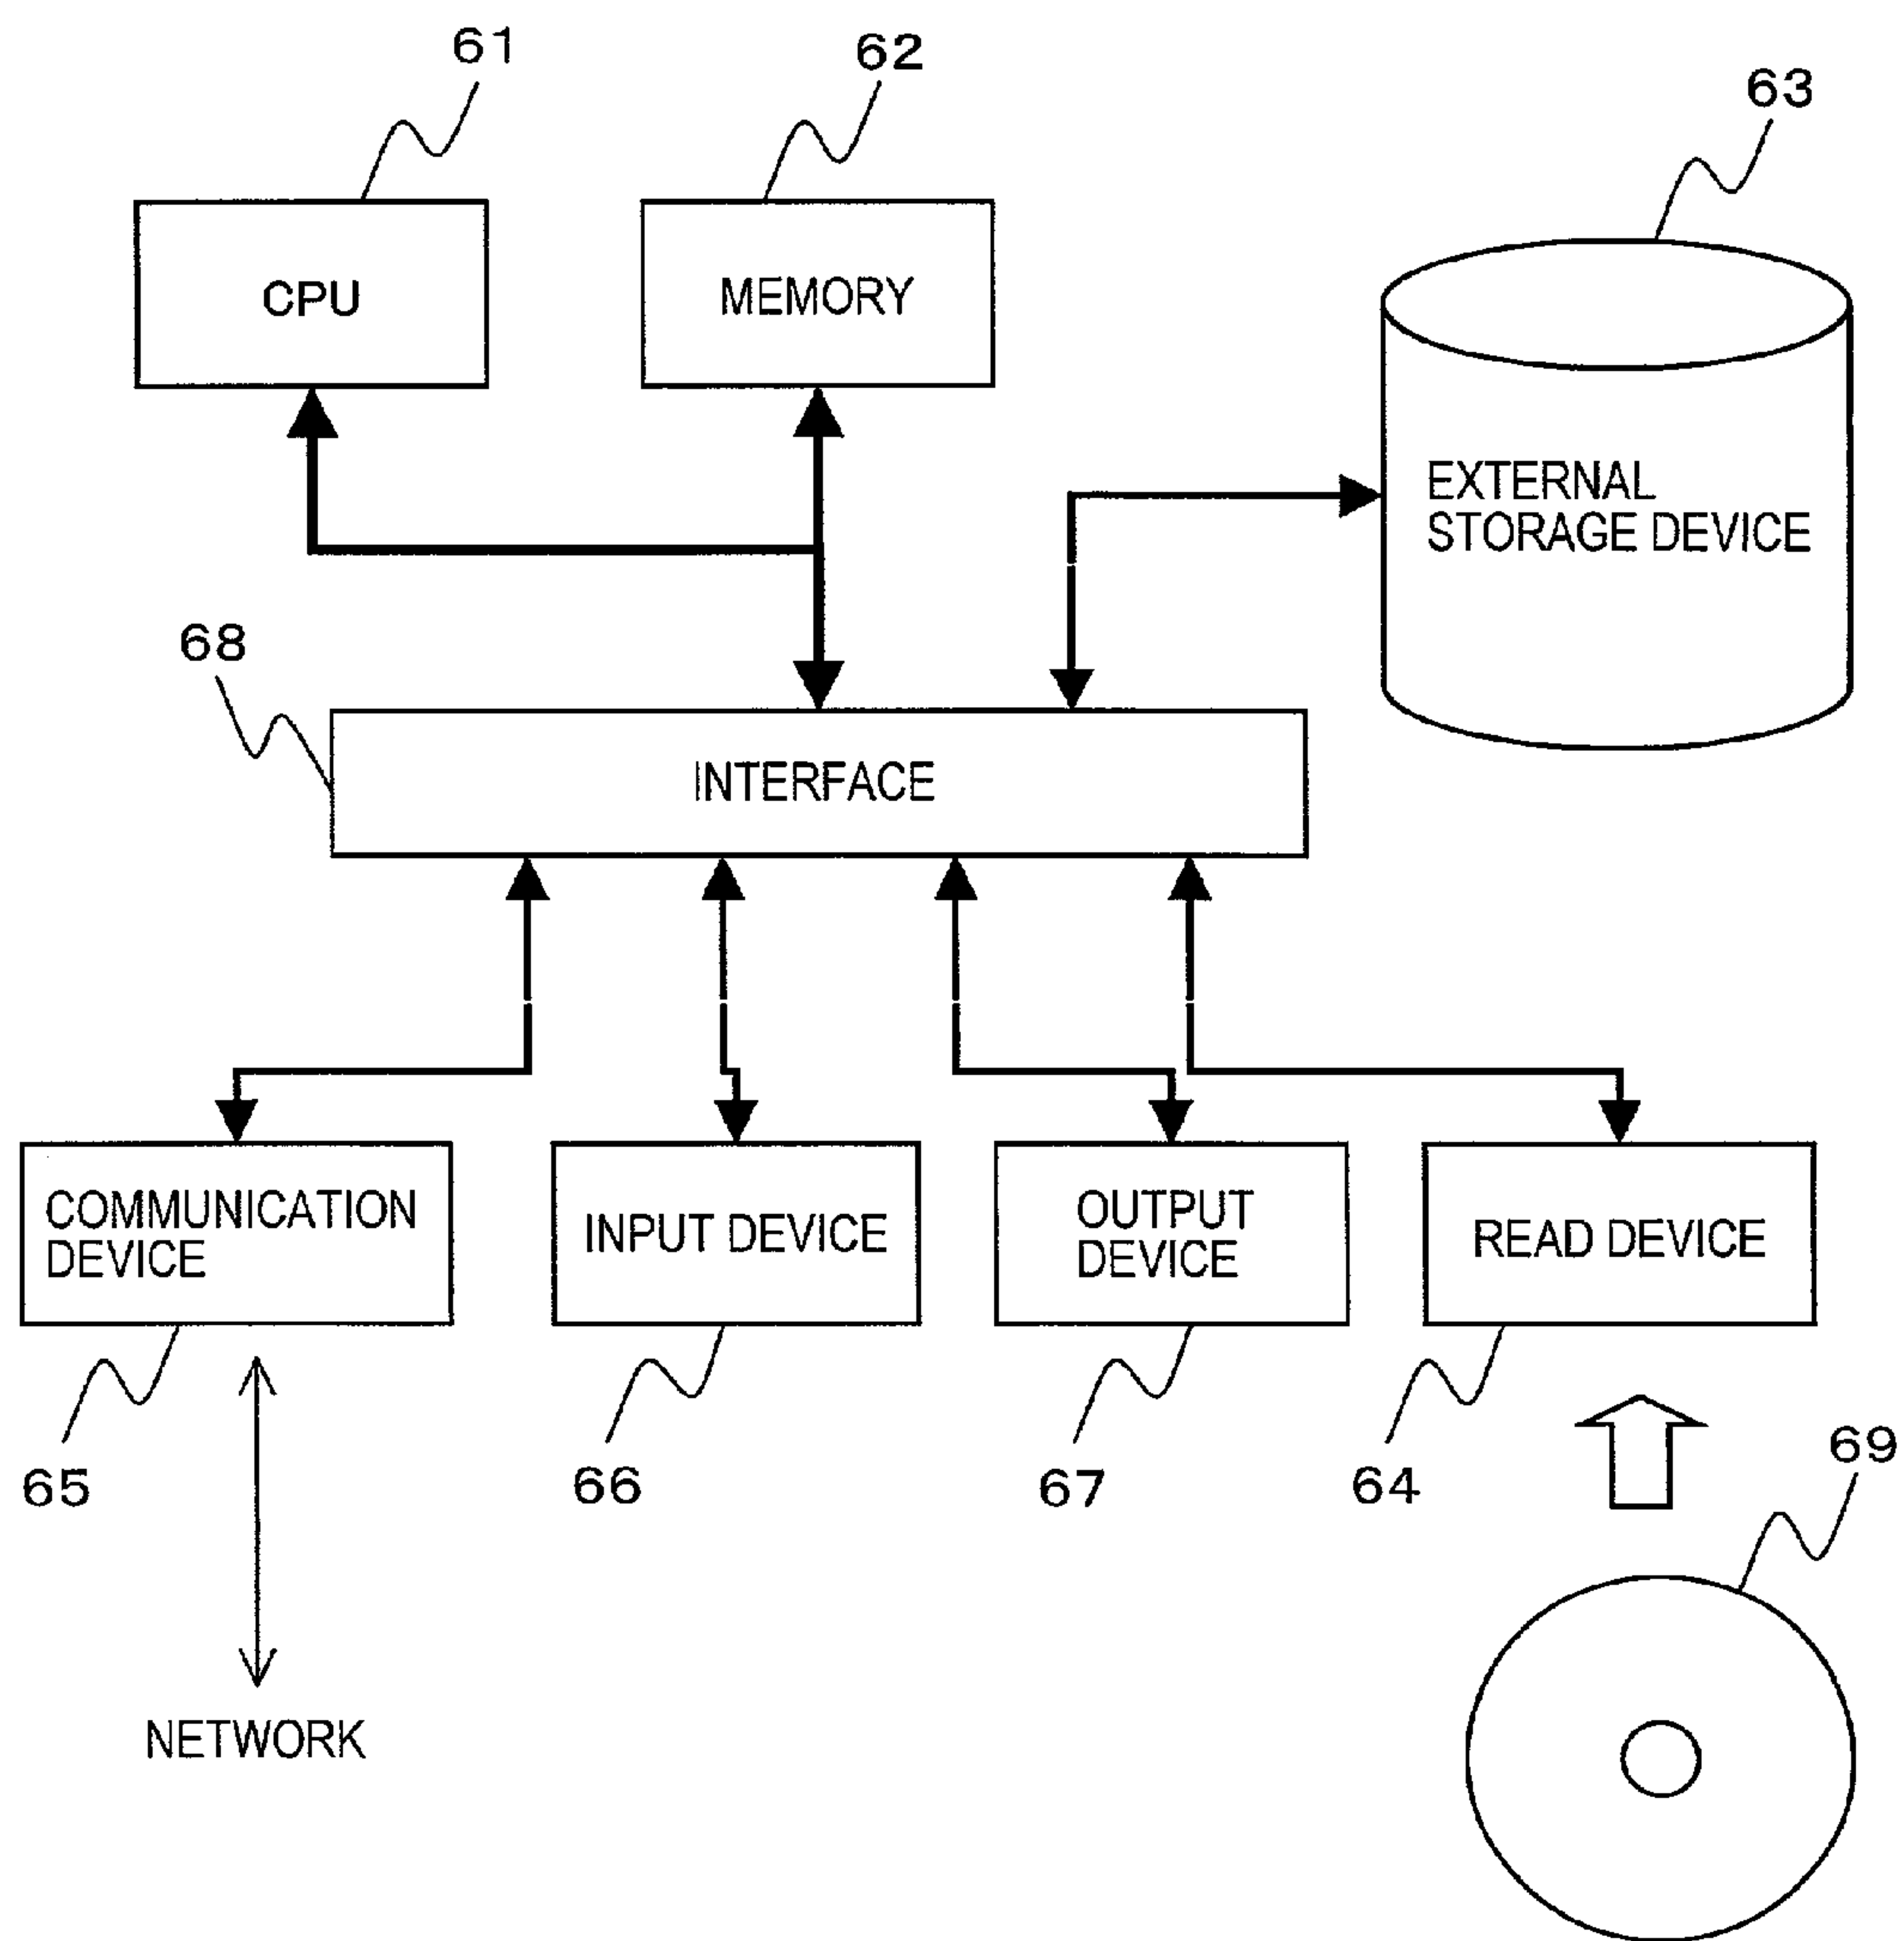 61
62
63
CPU
MEMORY
EXTERNAL
STORAGE DEVICE
68
INTERFACE
COMMUNICATION
DEVICE
INPUT DEVICE
OUTPUT
DEVICE
READ DEVICE
65
66
67
64
69
NETWORK